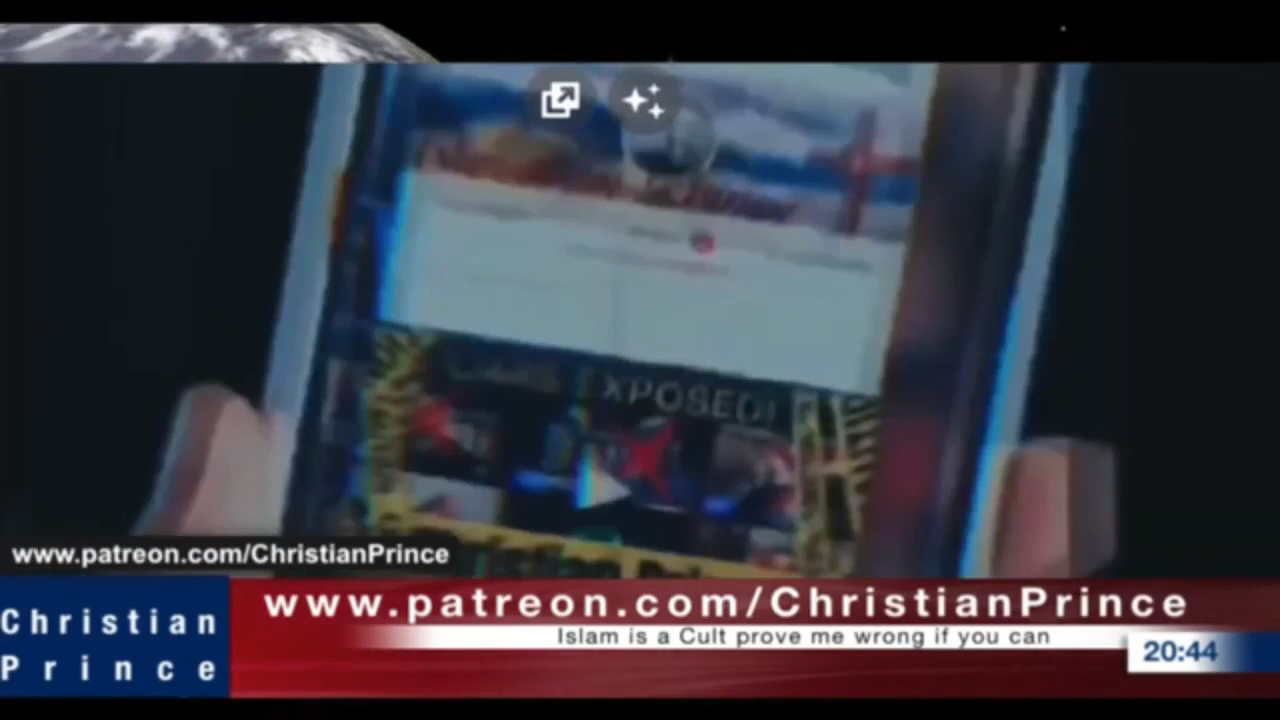 EXPOSED!
www.patreon.com/ChristianPrince
Christian
Prince
www.patreon.com/ChristianPrince
Islam is a Cult prove me wrong if you can
20:44